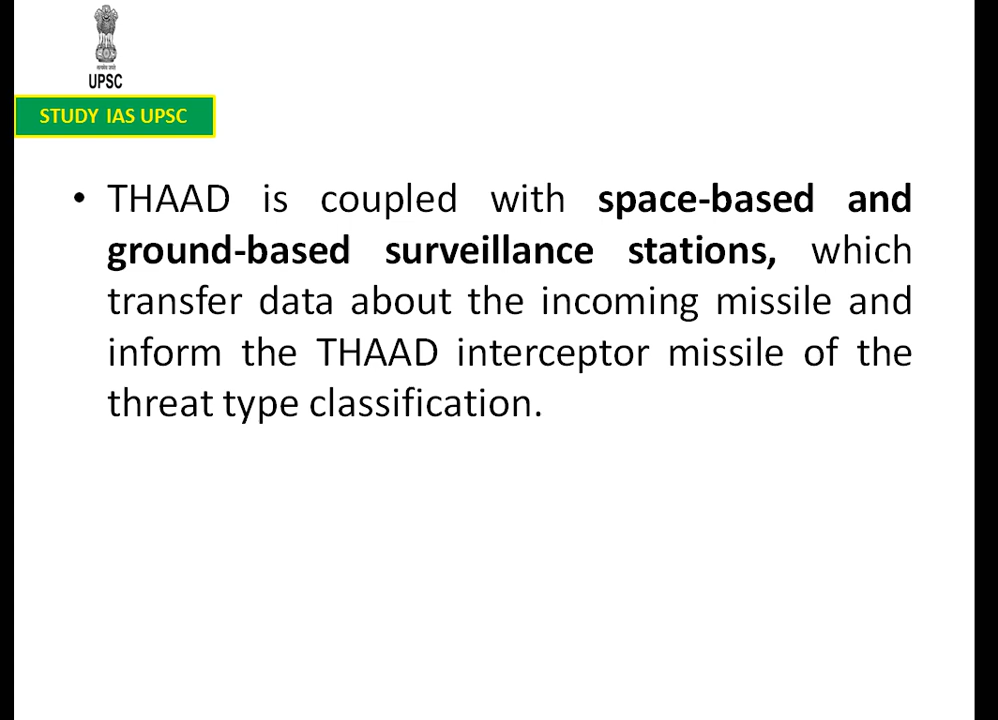 UPSC
STUDY IAS UPSC
• THAAD is coupled with space-based and
ground-based surveillance stations, which
transfer data about the incoming missile and
inform the THAAD interceptor missile of the
threat type classification.